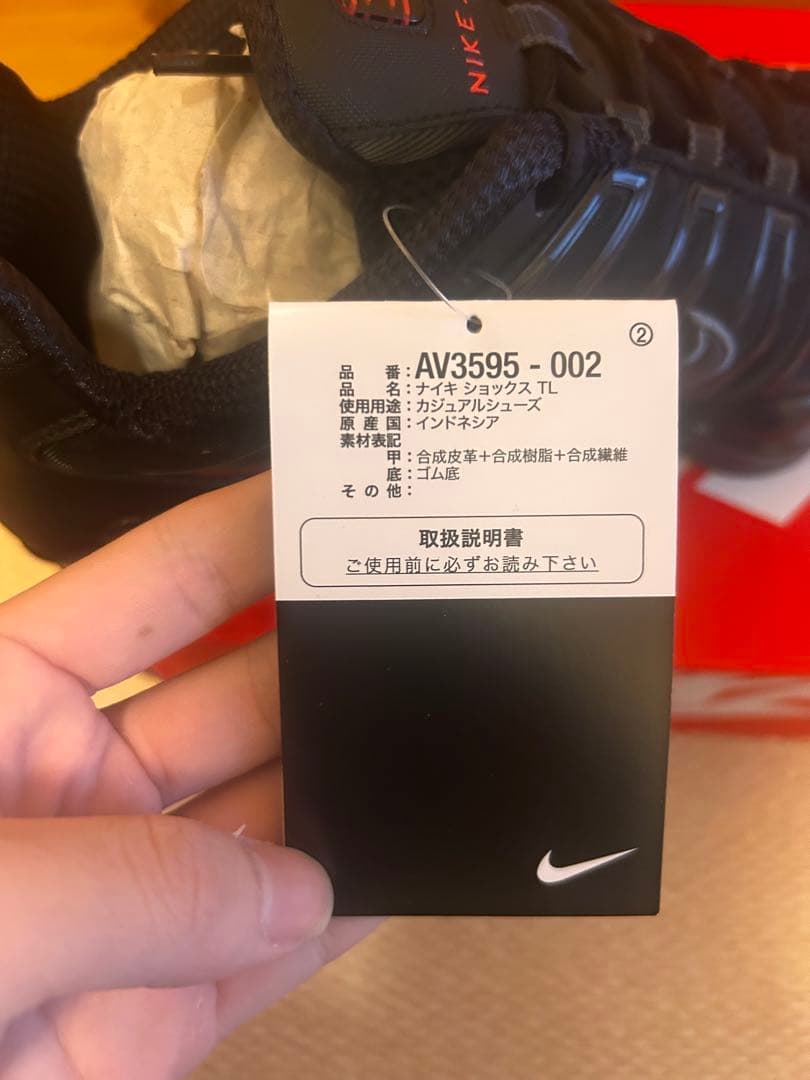 NIKE
②
品番：AV3595 - 002
品名：ナイキ ショックス TL
使用用途：カジュアルシューズ
原産国：インドネシア
素材表記
甲：合成皮革＋合成樹脂＋合成繊維
底：ゴム底
その他：
取扱説明書
ご使用前に必ずお読み下さい